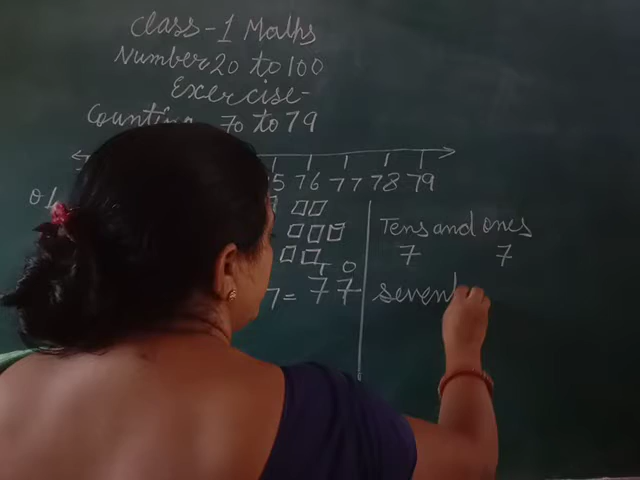 Class-1 Maths
Number 20 to 100
Exercise-
Counting 70 to 79
5 76 77 78 79
Tens and ones
7 7
T O
7 = 77
seven